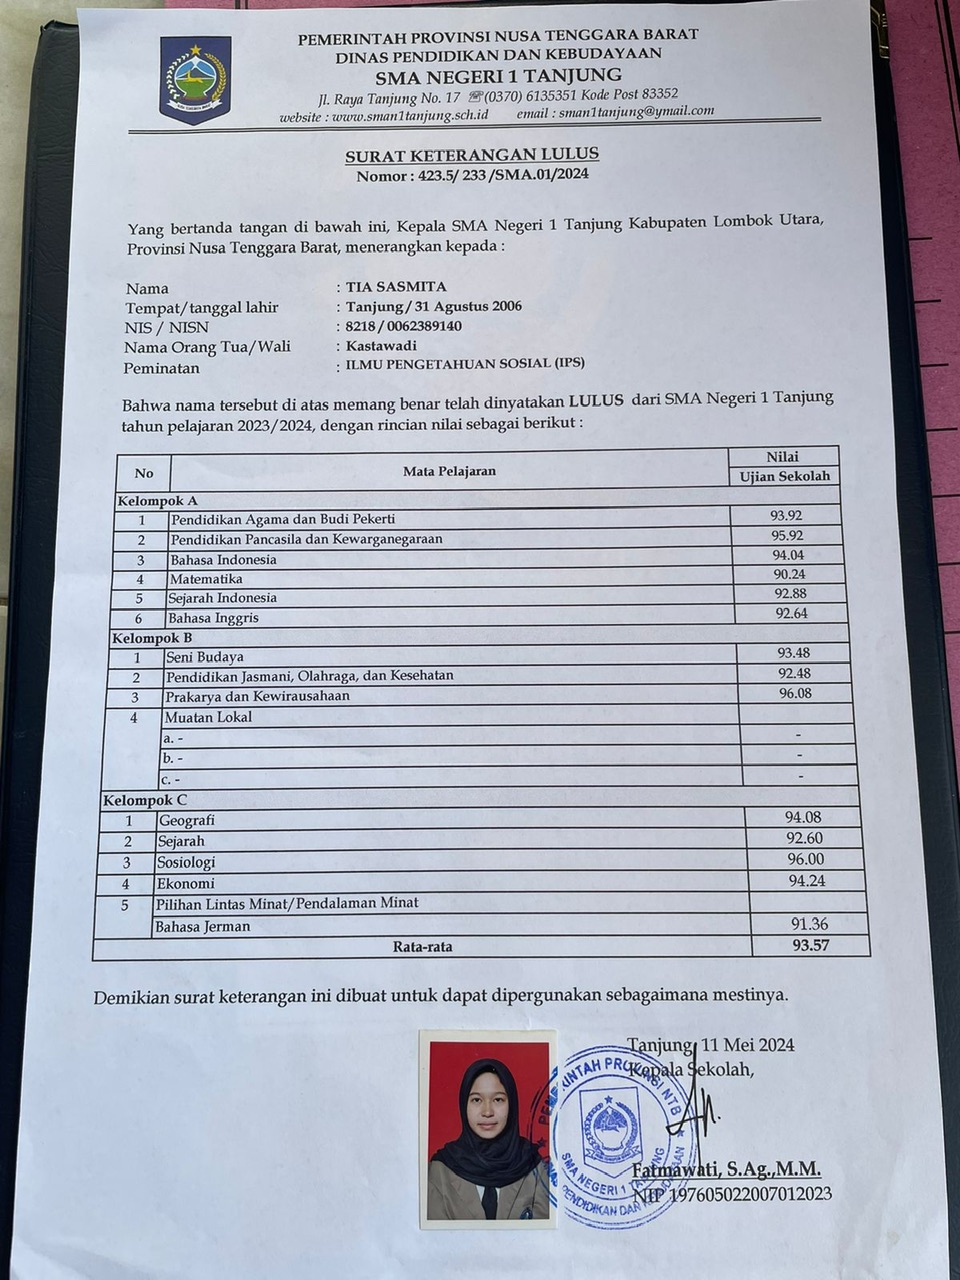 PEMERINTAH PROVINSI NUSA TENGGARA BARAT
DINAS PENDIDIKAN DAN KEBUDAYAAN
SMA NEGERI 1 TANJUNG
Jl. Raya Tanjung No. 17 ☏(0370) 6135351 Kode Post 83352
website : www.sman1tanjung.sch.id email : sman1tanjung@ymail.com
SURAT KETERANGAN LULUS
Nomor : 423.5/ 233 /SMA.01/2024
Yang bertanda tangan di bawah ini, Kepala SMA Negeri 1 Tanjung Kabupaten Lombok Utara,
Provinsi Nusa Tenggara Barat, menerangkan kepada :
Nama : TIA SASMITA
Tempat/tanggal lahir : Tanjung / 31 Agustus 2006
NIS / NISN : 8218 / 0062389140
Nama Orang Tua/Wali : Kastawadi
Peminatan : ILMU PENGETAHUAN SOSIAL (IPS)
Bahwa nama tersebut di atas memang benar telah dinyatakan LULUS dari SMA Negeri 1 Tanjung
tahun pelajaran 2023/2024, dengan rincian nilai sebagai berikut :
No Mata Pelajaran Nilai
Ujian Sekolah
Kelompok A
1 Pendidikan Agama dan Budi Pekerti 93.92
2 Pendidikan Pancasila dan Kewarganegaraan 95.92
3 Bahasa Indonesia 94.04
4 Matematika 90.24
5 Sejarah Indonesia 92.88
6 Bahasa Inggris 92.64
Kelompok B
1 Seni Budaya 93.48
2 Pendidikan Jasmani, Olahraga, dan Kesehatan 92.48
3 Prakarya dan Kewirausahaan 96.08
4 Muatan Lokal
a. - -
b. - -
c. - -
Kelompok C
1 Geografi 94.08
2 Sejarah 92.60
3 Sosiologi 96.00
4 Ekonomi 94.24
5 Pilihan Lintas Minat/Pendalaman Minat
Bahasa Jerman 91.36
Rata-rata 93.57
Demikian surat keterangan ini dibuat untuk dapat dipergunakan sebagaimana mestinya.
Tanjung, 11 Mei 2024
Kepala Sekolah,
PEMERINTAH PROVINSI NTB
SMA NEGERI 1 TANJUNG
DINAS PENDIDIKAN DAN KEBUDAYAAN
Fatmawati, S.Ag.,M.M.
NIP 197605022007012023